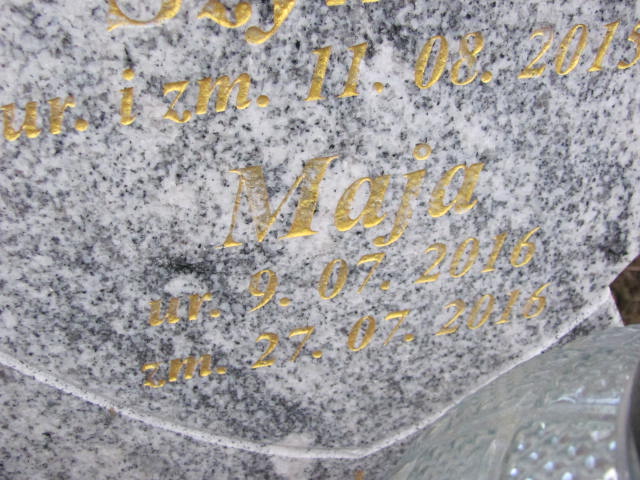 ur. i zm. 11. 08. 2015
Maja
ur. 9. 07. 2016
zm. 27. 07. 2016